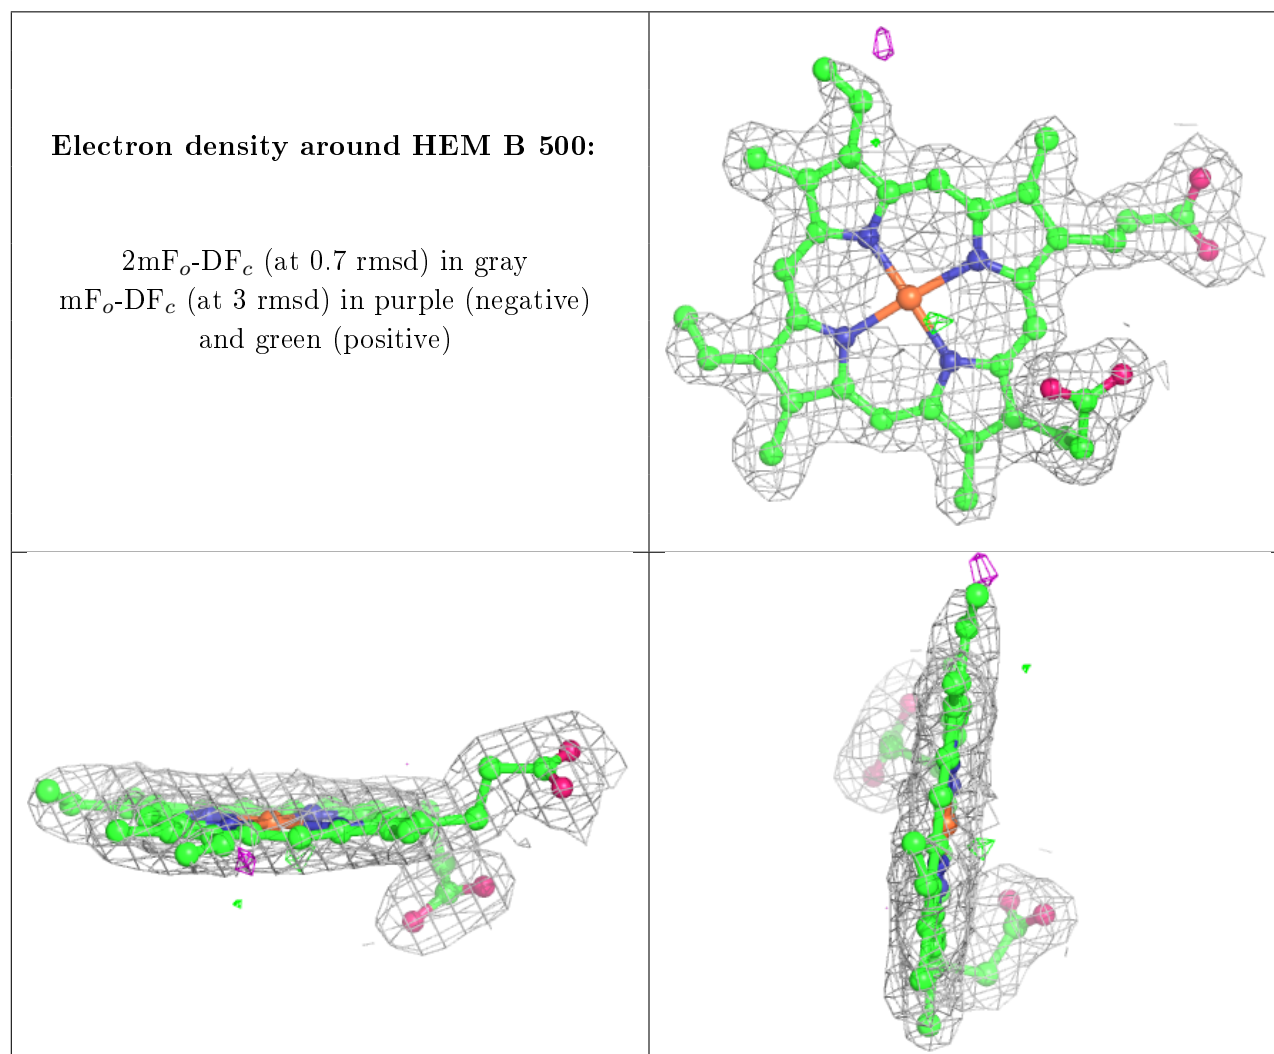 Electron density around HEM B 500:
2mFₒ-DF𝒸 (at 0.7 rmsd) in gray
mFₒ-DF𝒸 (at 3 rmsd) in purple (negative)
and green (positive)